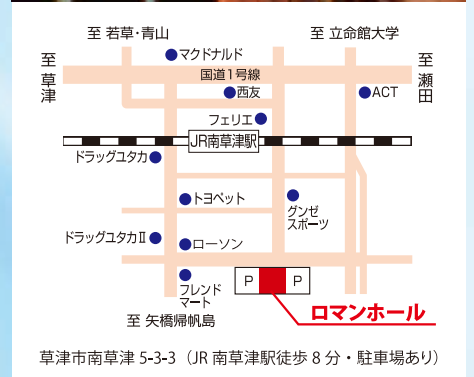 至 若草・青山
至 立命館大学
マクドナルド
至草津
国道1号線
至瀬田
西友
ACT
フェリエ
JR南草津駅
ドラッグユタカ
トヨペット
グンゼ
スポーツ
ドラッグユタカⅡ
ローソン
フレンド
マート
P
P
ロマンホール
至 矢橋帰帆島
草津市南草津 5-3-3（JR 南草津駅徒歩 8 分・駐車場あり）